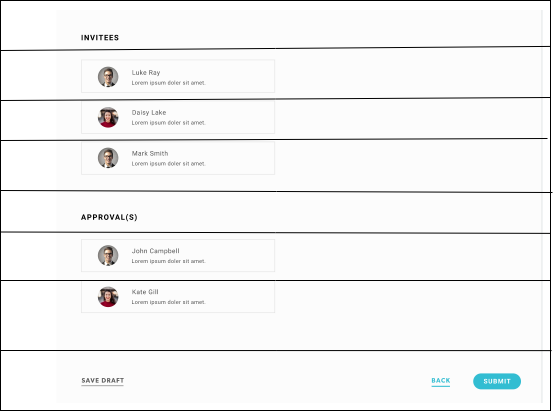 INVITEES
Luke Ray
Lorem ipsum doler sit amet.
Daisy Lake
Lorem ipsum doler sit amet.
Mark Smith
Lorem ipsum doler sit amet.
APPROVAL(S)
John Campbell
Lorem ipsum doler sit amet.
Kate Gill
Lorem ipsum doler sit amet.
SAVE DRAFT BACK SUBMIT